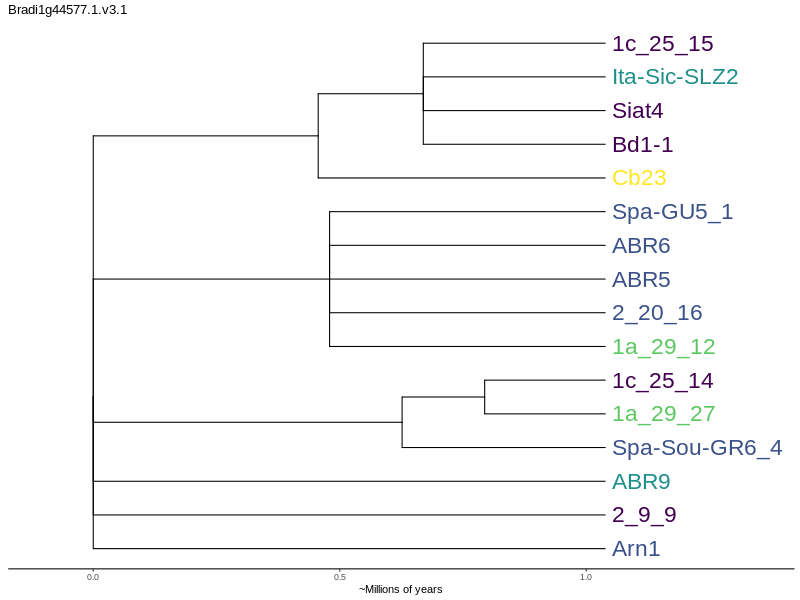 Bradi1g44577.1.v3.1
1c_25_15
Ita-Sic-SLZ2
Siat4
Bd1-1
Cb23
Spa-GU5_1
ABR6
ABR5
2_20_16
1a_29_12
1c_25_14
1a_29_27
Spa-Sou-GR6_4
ABR9
2_9_9
Arn1
0.0 0.5 1.0
~Millions of years